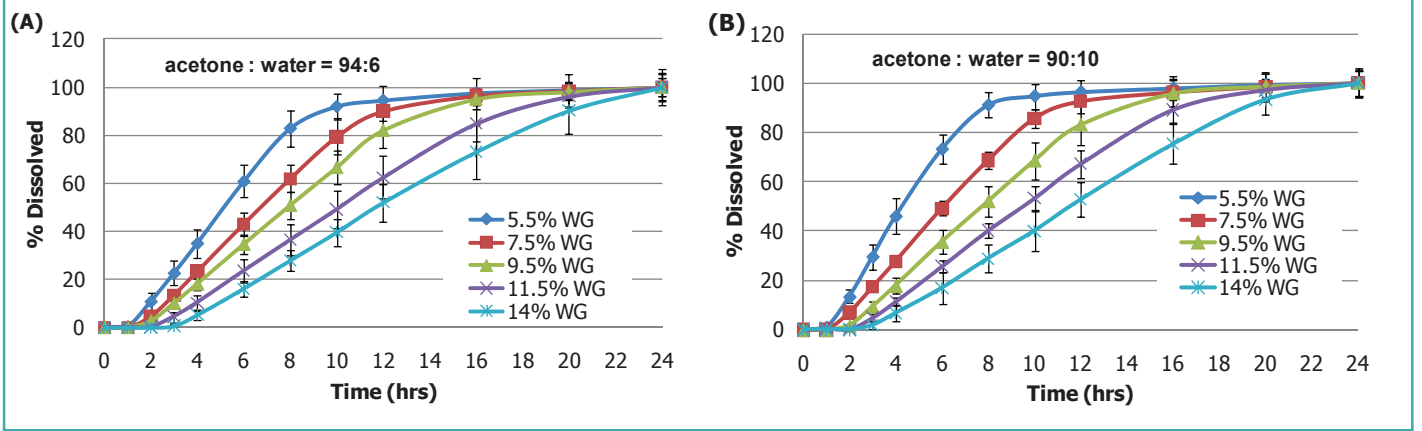 (A)
120
100
80
60
40
20
0
% Dissolved
acetone : water = 94:6
5.5% WG
7.5% WG
9.5% WG
11.5% WG
14% WG
0 2 4 6 8 10 12 14 16 18 20 22 24
Time (hrs)
(B)
120
100
80
60
40
20
0
% Dissolved
acetone : water = 90:10
5.5% WG
7.5% WG
9.5% WG
11.5% WG
14% WG
0 2 4 6 8 10 12 14 16 18 20 22 24
Time (hrs)